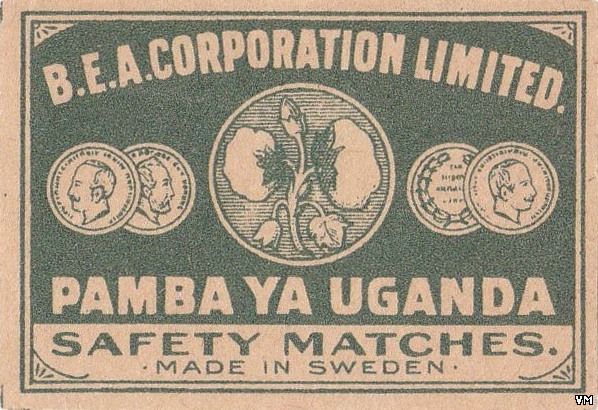 B.E.A. CORPORATION LIMITED.
PAMBA YA UGANDA
SAFETY MATCHES.
· MADE IN SWEDEN ·
VM